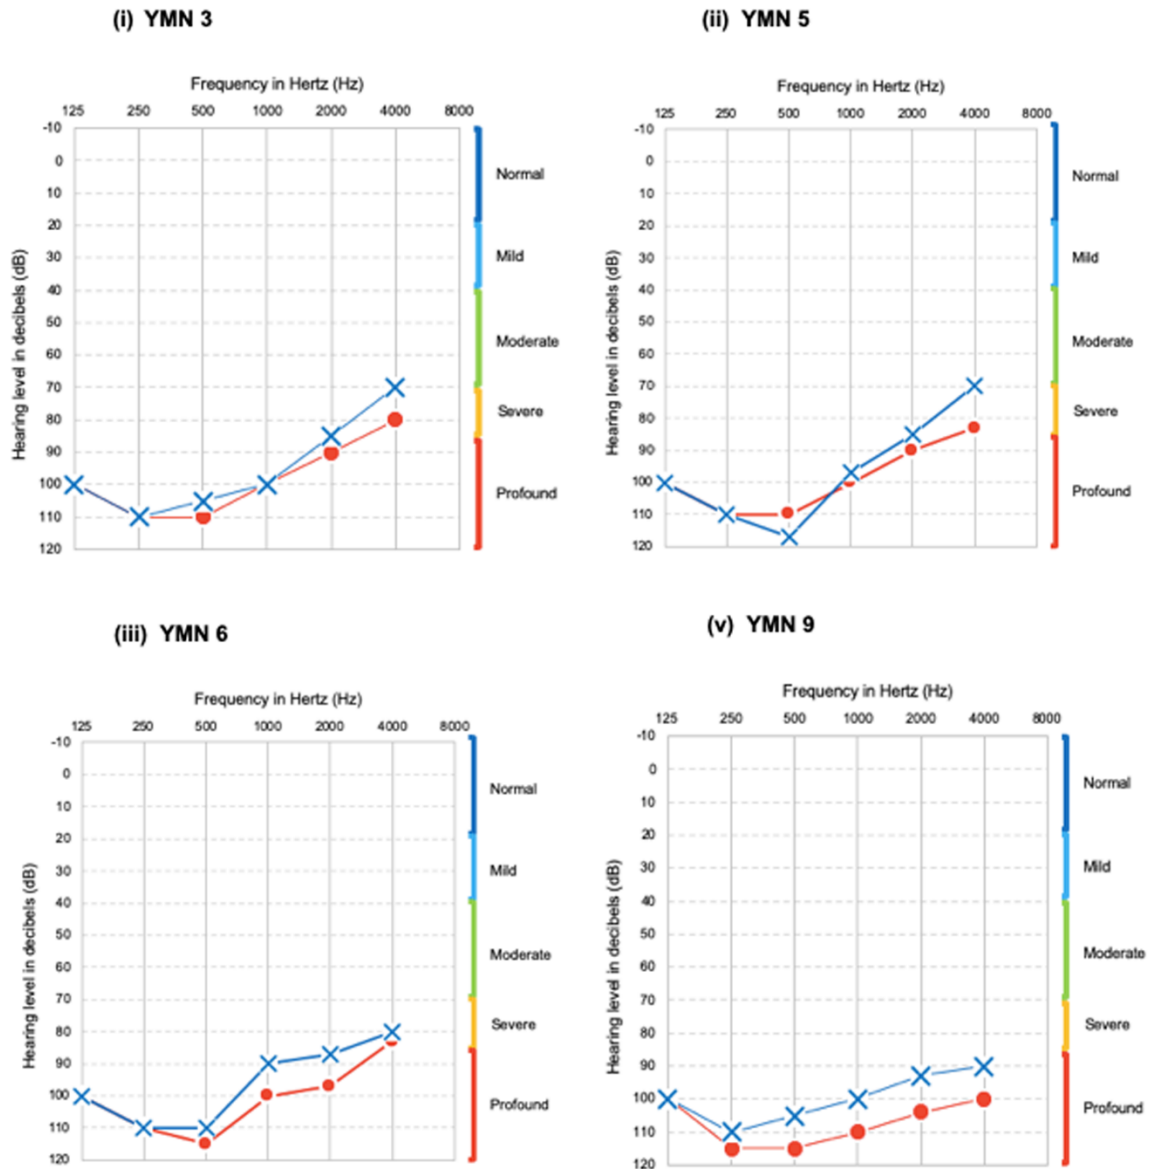 (i) YMN 3
Frequency in Hertz (Hz)
125 250 500 1000 2000 4000 8000
-10
0
10
20
30
40
50
60
70
80
90
100
110
120
Hearing level in decibels (dB)
Normal
Mild
Moderate
Severe
Profound
(ii) YMN 5
Frequency in Hertz (Hz)
125 250 500 1000 2000 4000 8000
-10
0
10
20
30
40
50
60
70
80
90
100
110
120
Hearing level in decibels (dB)
Normal
Mild
Moderate
Severe
Profound
(iii) YMN 6
Frequency in Hertz (Hz)
125 250 500 1000 2000 4000 8000
-10
0
10
20
30
40
50
60
70
80
90
100
110
120
Hearing level in decibels (dB)
Normal
Mild
Moderate
Severe
Profound
(v) YMN 9
Frequency in Hertz (Hz)
125 250 500 1000 2000 4000 8000
-10
0
10
20
30
40
50
60
70
80
90
100
110
120
Hearing level in decibels (dB)
Normal
Mild
Moderate
Severe
Profound